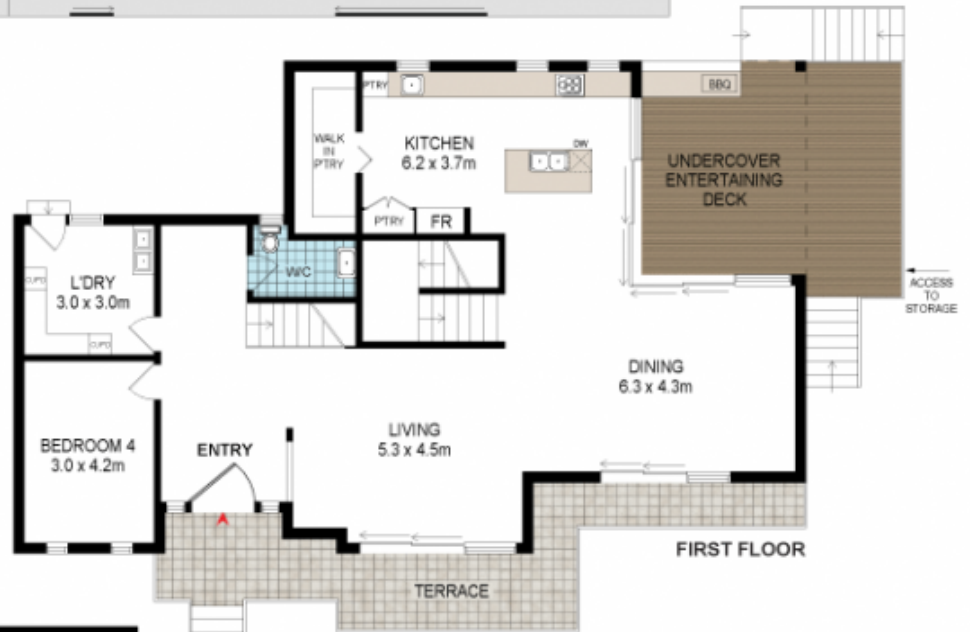 PTRY
BBQ
WALK
IN
PTRY
KITCHEN
6.2 x 3.7m
DW
UNDERCOVER
ENTERTAINING
DECK
PTRY
FR
W/C
L'DRY
3.0 x 3.0m
CUP'D
CUP'D
ACCESS
TO
STORAGE
DINING
6.3 x 4.3m
BEDROOM 4
3.0 x 4.2m
ENTRY
LIVING
5.3 x 4.5m
FIRST FLOOR
TERRACE